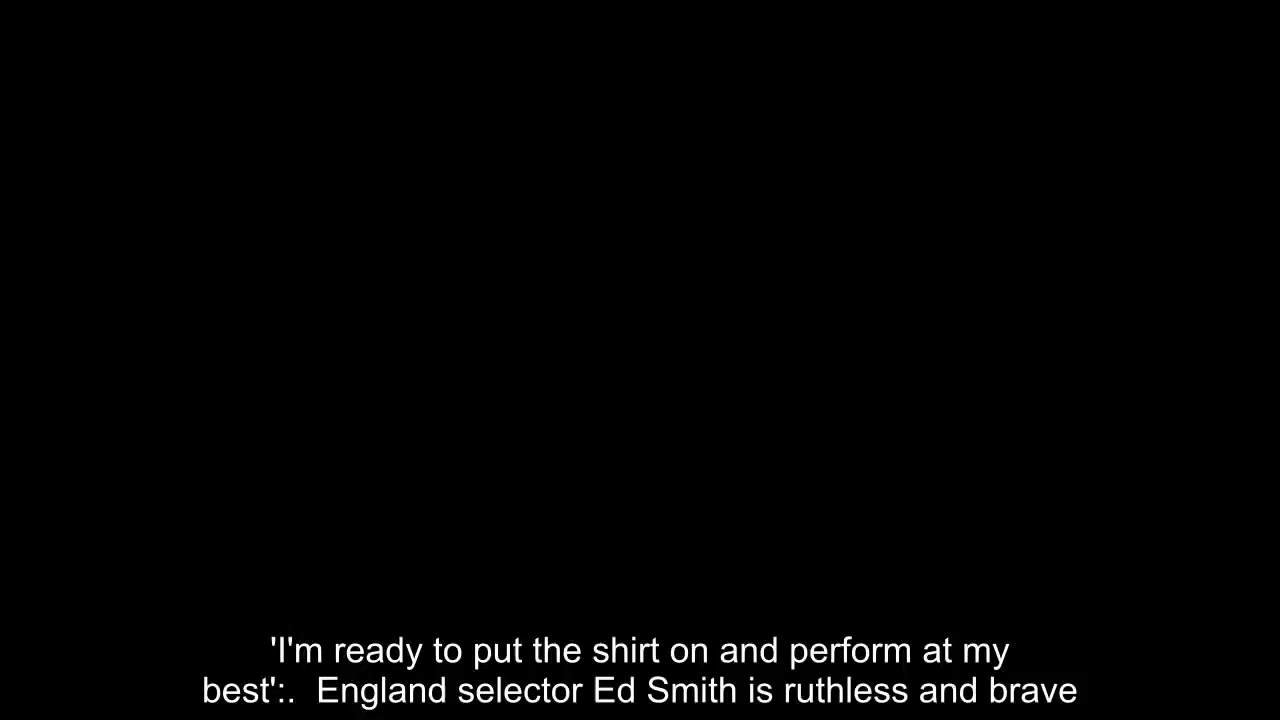 'I'm ready to put the shirt on and perform at my
best':.  England selector Ed Smith is ruthless and brave